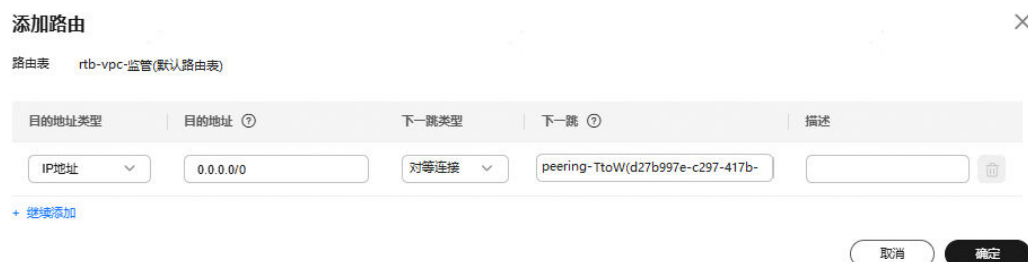 添加路由
路由表 rtb-vpc-监管(默认路由表)
目的地址类型 目的地址 下一跳类型 下一跳 描述
IP地址 0.0.0.0/0 对等连接 peering-TtoW(d27b997e-c297-417b-
+ 继续添加
取消 确定